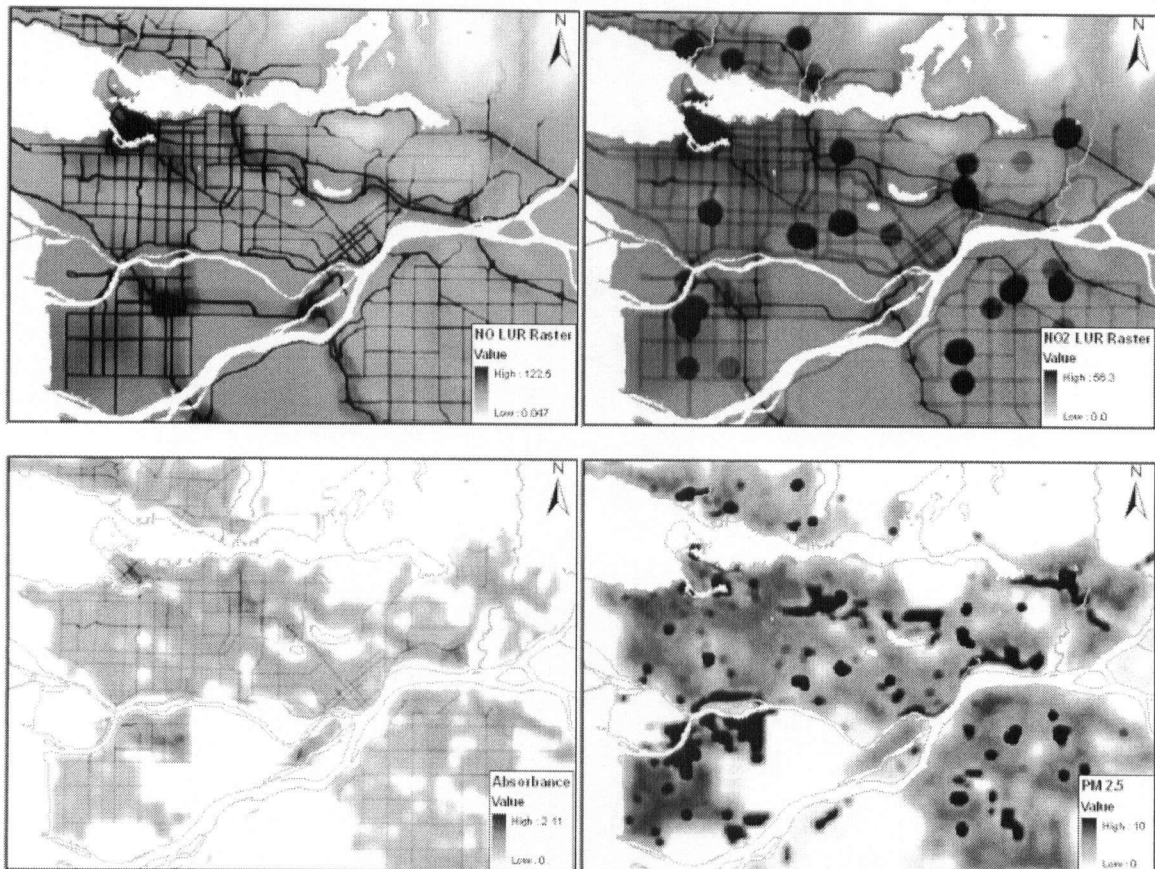 N
NO LUR Raster
Value
High : 122.6
Low : 0.047
N
NO2 LUR Raster
Value
High : 56.3
Low : 0.0
N
Absorbance
Value
High : 2.11
Low : 0
N
PM 2.5
Value
High : 10
Low : 0